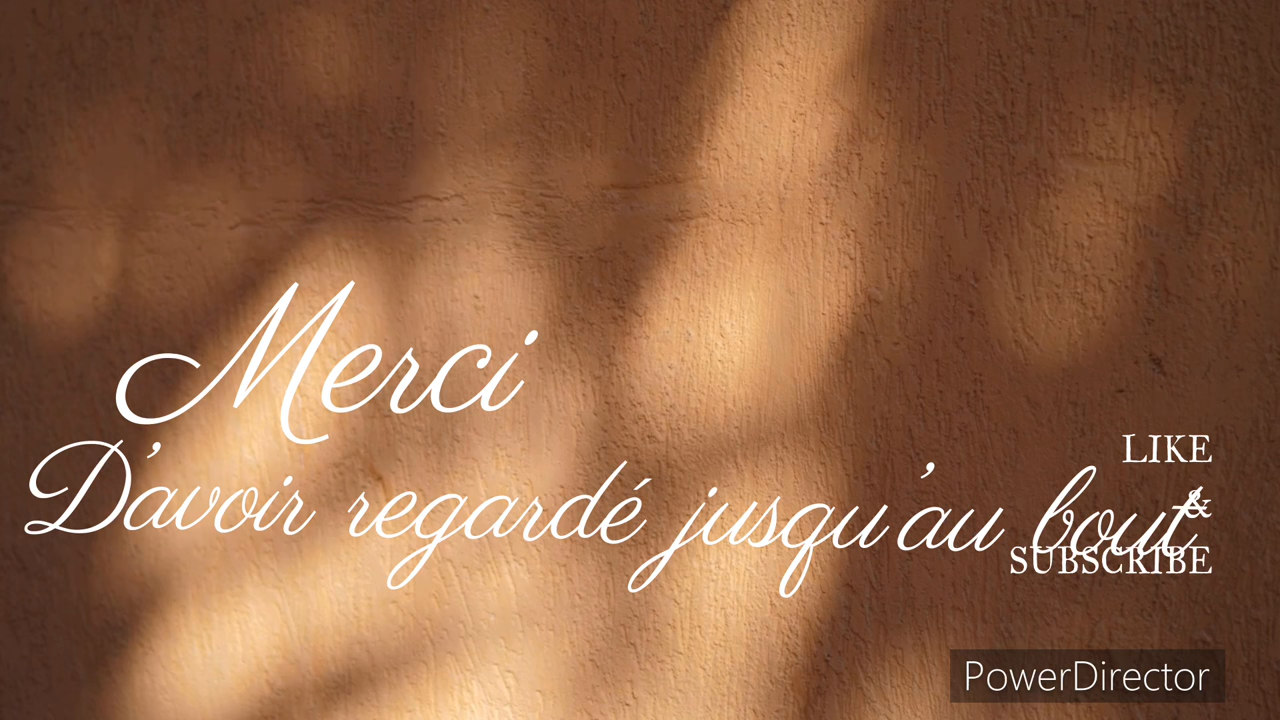 Merci
D'avoir regardé jusqu'au bout
LIKE
&
SUBSCRIBE
PowerDirector